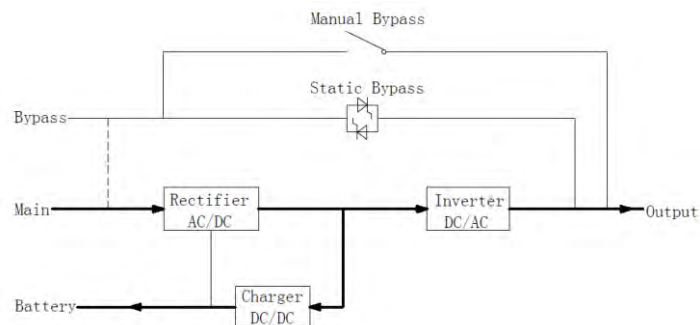 Manual Bypass
Static Bypass
Bypass
Main
Rectifier
AC/DC
Inverter
DC/AC
Output
Battery
Charger
DC/DC